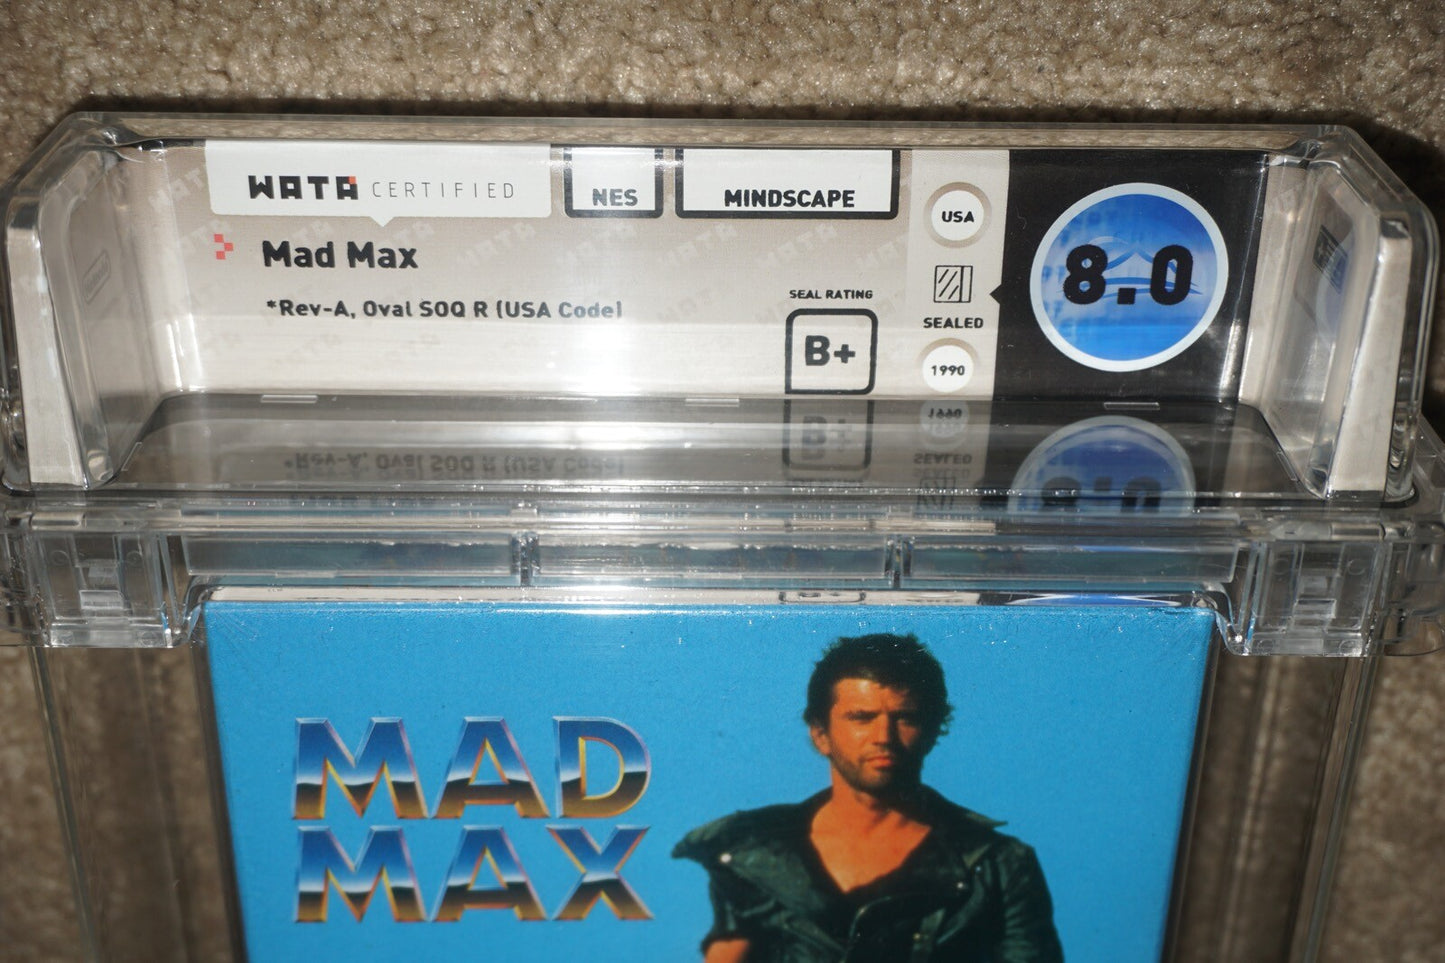 WATA CERTIFIED
NES
MINDSCAPE
Mad Max
*Rev-A, Oval SOQ R (USA Code)
SEAL RATING
B+
USA
SEALED
1990
8.0
MAD
MAX